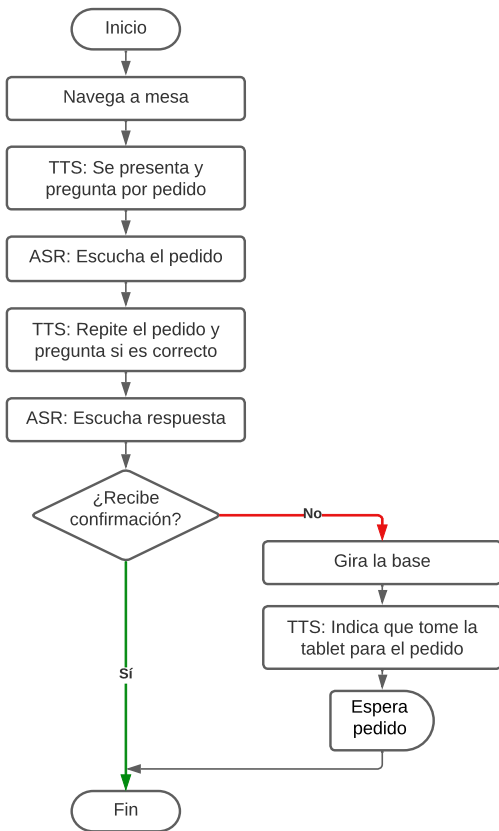 Inicio
Navega a mesa
TTS: Se presenta y
pregunta por pedido
ASR: Escucha el pedido
TTS: Repite el pedido y
pregunta si es correcto
ASR: Escucha respuesta
¿Recibe
confirmación?
No
Gira la base
TTS: Indica que tome la
tablet para el pedido
Sí
Espera
pedido
Fin